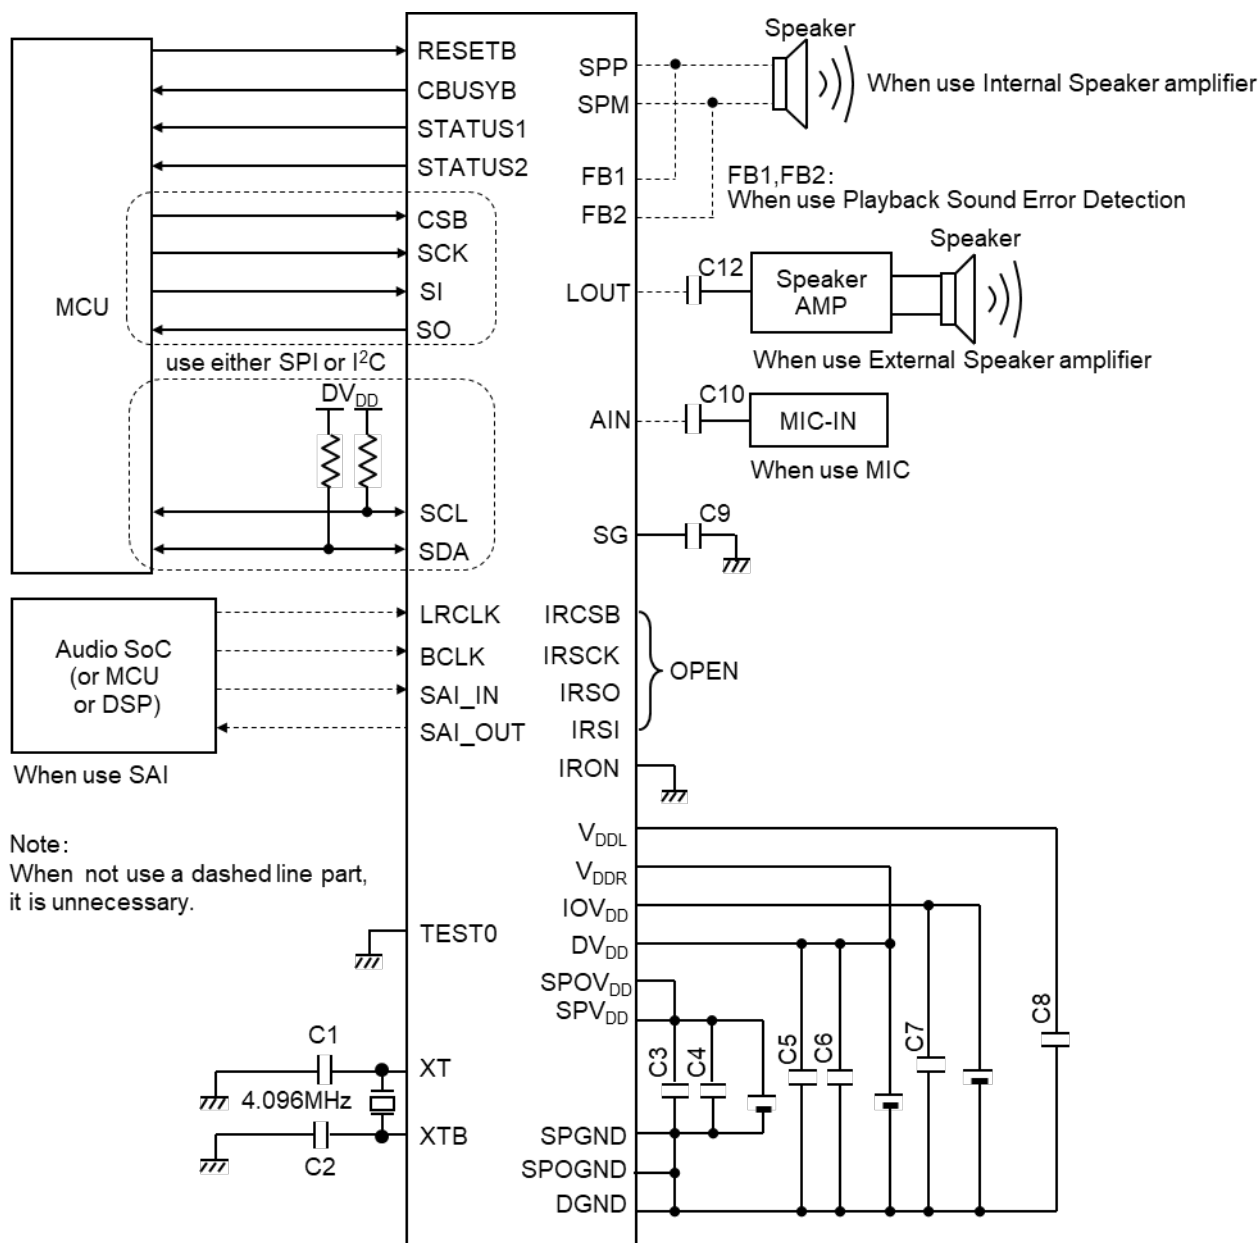 MCU
RESETB
CBUSYB
STATUS1
STATUS2
CSB
SCK
SI
SO
use either SPI or I²C
DVDD
SCL
SDA
Audio SoC
(or MCU
or DSP)
When use SAI
LRCLK
BCLK
SAI_IN
SAI_OUT
Note:
When not use a dashed line part,
it is unnecessary.
TEST0
C1
XT
4.096MHz
XTB
C2
Speaker
SPP
SPM
When use Internal Speaker amplifier
FB1
FB2
FB1,FB2:
When use Playback Sound Error Detection
Speaker
LOUT
C12
Speaker
AMP
When use External Speaker amplifier
AIN
C10
MIC-IN
When use MIC
SG
C9
IRCSB
IRSCK
IRSO
IRSI
OPEN
IRON
VDDL
VDDR
IOVDD
DVDD
SPOVDD
SPVDD
C3
C4
C5
C6
C7
C8
SPGND
SPOGND
DGND